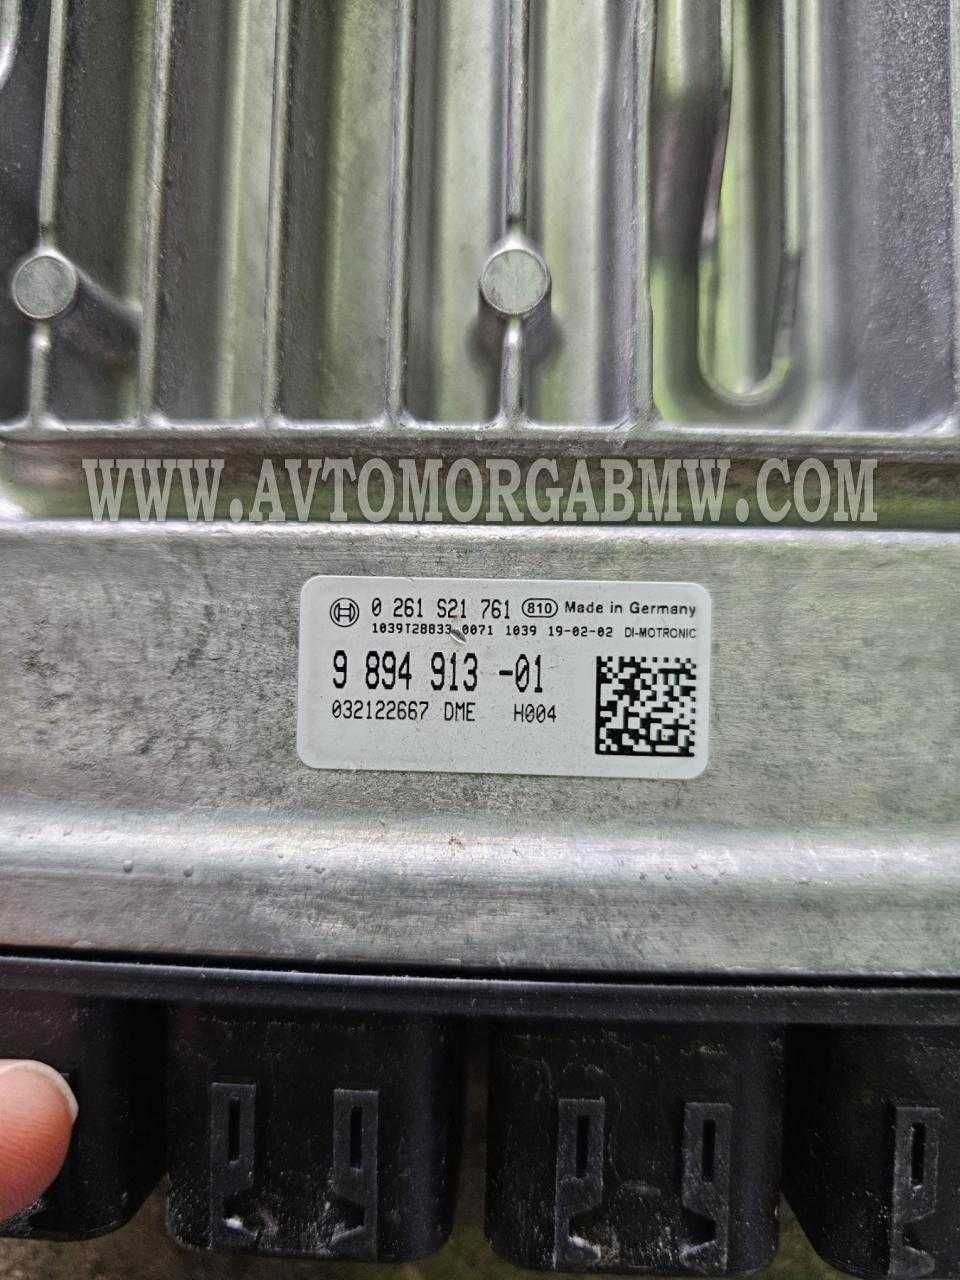 WWW.AVTOMORGABMW.COM
0 261 S21 761 810 Made in Germany
1039T28833 0071 1039 19-02-02 DI-MOTRONIC
9 894 913 -01
032122667 DME H004